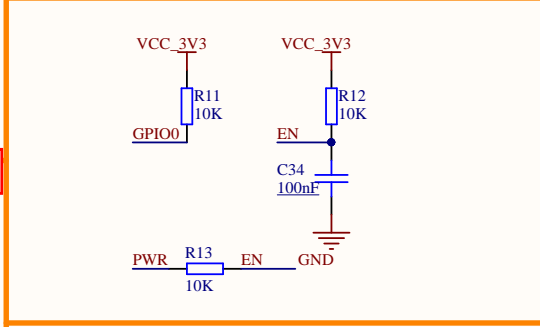 VCC_3V3
VCC_3V3
R11
10K
R12
10K
GPIO0
EN
C34
100nF
R13
PWR
EN
GND
10K